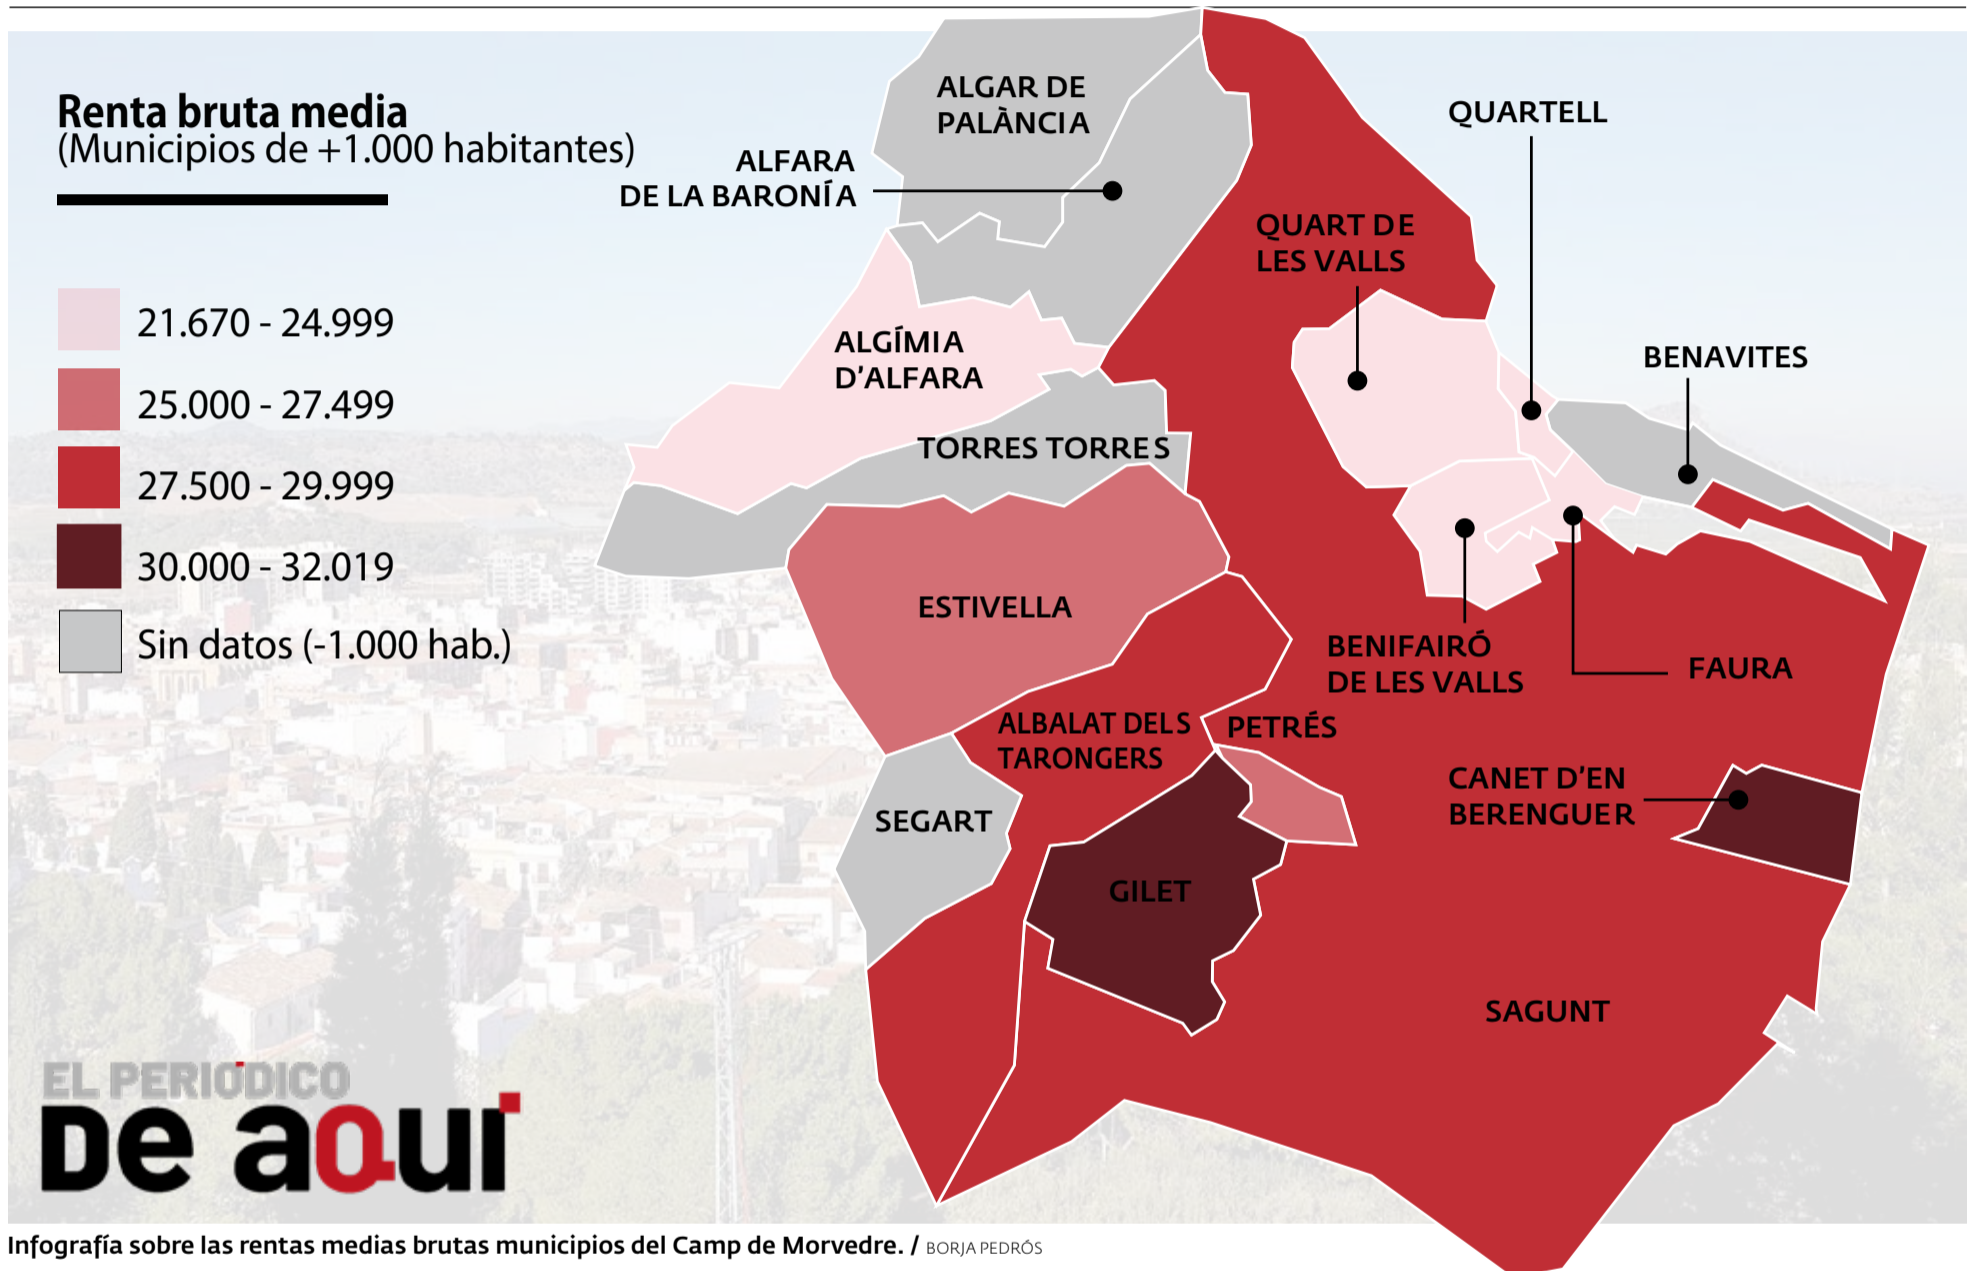 Renta bruta media
(Municipios de +1.000 habitantes)
21.670 - 24.999
25.000 - 27.499
27.500 - 29.999
30.000 - 32.019
Sin datos (-1.000 hab.)
ALGAR DE
PALÀNCIA
ALFARA
DE LA BARONÍA
QUARTELL
QUART DE
LES VALLS
ALGÍMIA
D'ALFARA
BENAVITES
TORRES TORRES
ESTIVELLA
BENIFAIRÓ
DE LES VALLS
FAURA
ALBALAT DELS
TARONGERS
PETRÉS
CANET D'EN
BERENGUER
SEGART
GILET
SAGUNT
EL PERIÓDICO
DE AQUÍ
Infografía sobre las rentas medias brutas municipios del Camp de Morvedre. / BORJA PEDRÓS